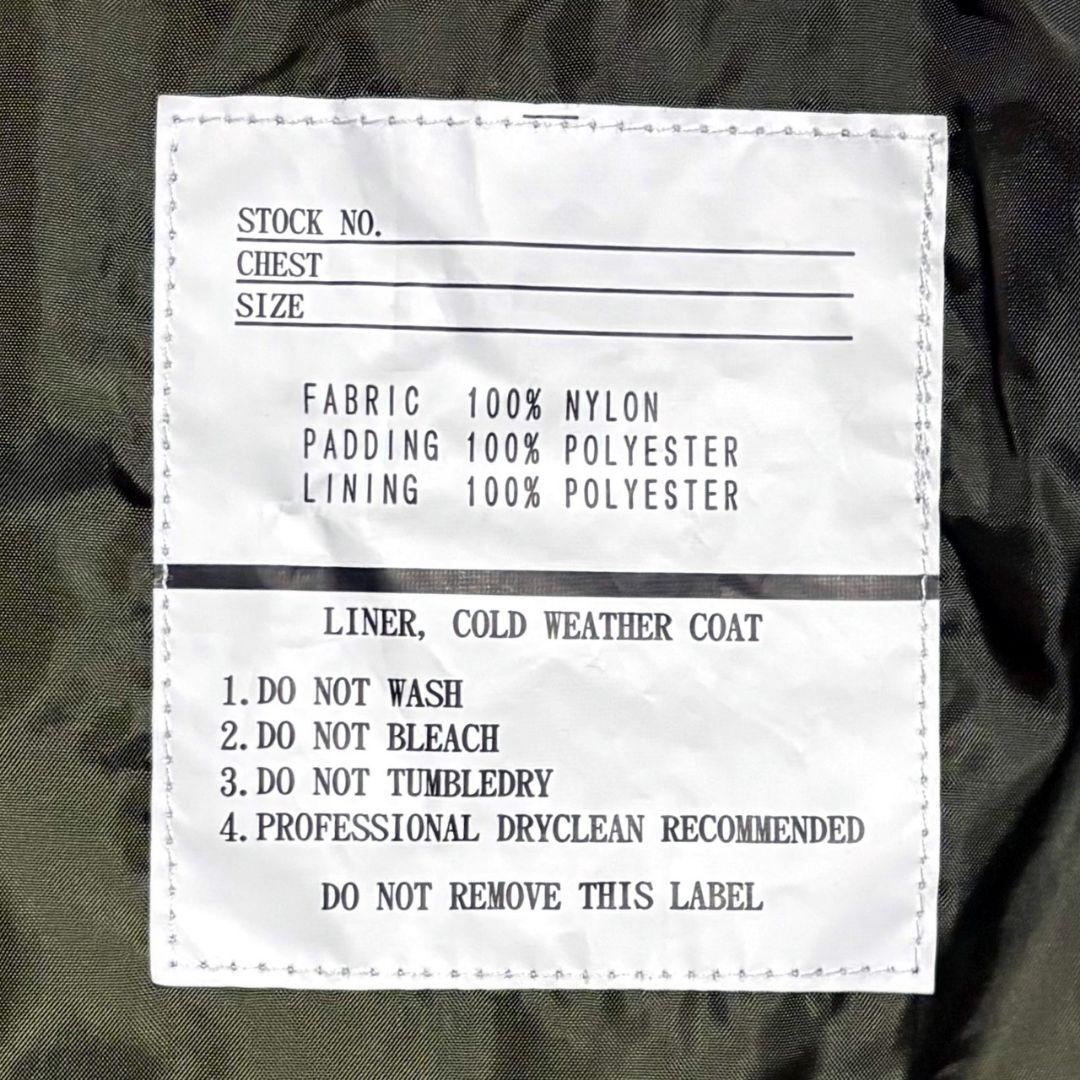 STOCK NO.
CHEST
SIZE
FABRIC 100% NYLON
PADDING 100% POLYESTER
LINING 100% POLYESTER
LINER, COLD WEATHER COAT
1. DO NOT WASH
2. DO NOT BLEACH
3. DO NOT TUMBLEDRY
4. PROFESSIONAL DRYCLEAN RECOMMENDED
DO NOT REMOVE THIS LABEL